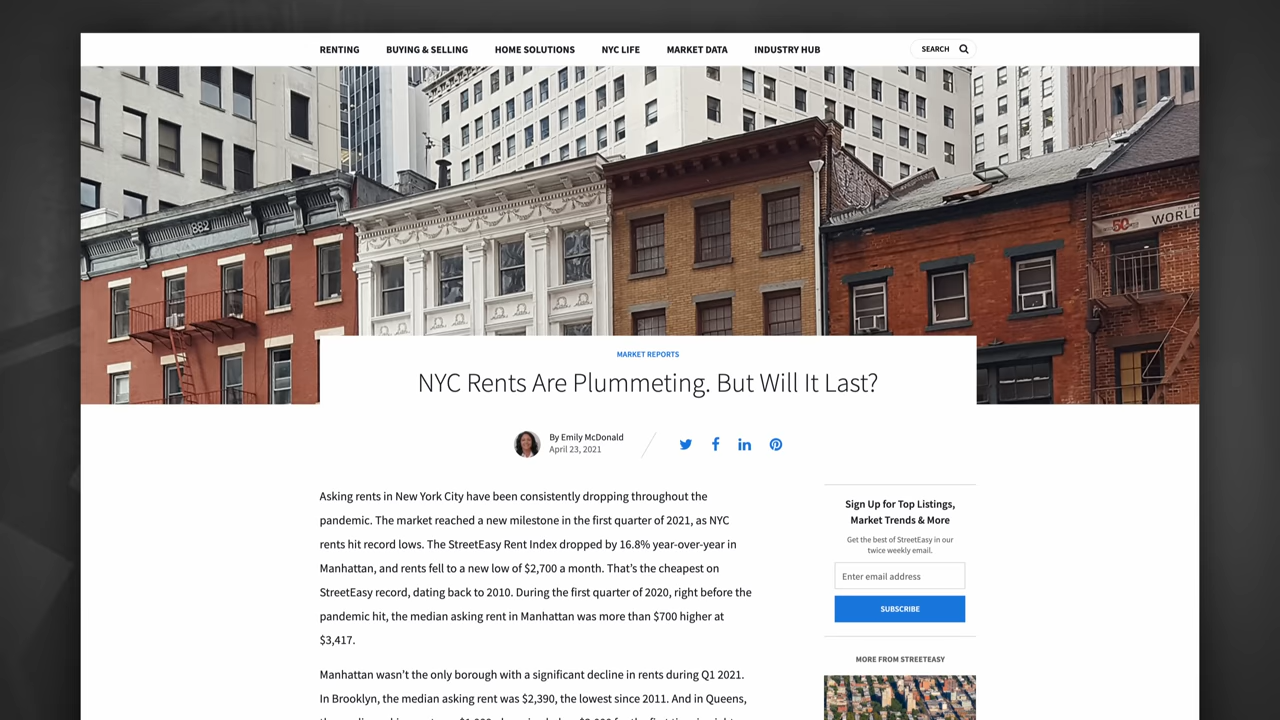 RENTING BUYING & SELLING HOME SOLUTIONS NYC LIFE MARKET DATA INDUSTRY HUB SEARCH
1882
50
WORLD
MARKET REPORTS
NYC Rents Are Plummeting. But Will It Last?
By Emily McDonald
April 23, 2021
Asking rents in New York City have been consistently dropping throughout the
pandemic. The market reached a new milestone in the first quarter of 2021, as NYC
rents hit record lows. The StreetEasy Rent Index dropped by 16.8% year-over-year in
Manhattan, and rents fell to a new low of $2,700 a month. That’s the cheapest on
StreetEasy record, dating back to 2010. During the first quarter of 2020, right before the
pandemic hit, the median asking rent in Manhattan was more than $700 higher at
$3,417.
Manhattan wasn’t the only borough with a significant decline in rents during Q1 2021.
In Brooklyn, the median asking rent was $2,390, the lowest since 2011. And in Queens,
Sign Up for Top Listings,
Market Trends & More
Get the best of StreetEasy in our
twice weekly email.
Enter email address
SUBSCRIBE
MORE FROM STREETEASY